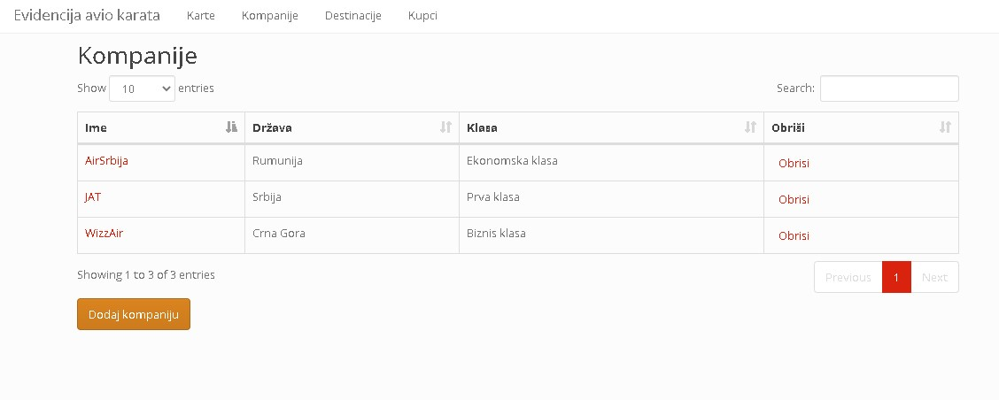 Evidencija avio karata Karte Kompanije Destinacije Kupci
Kompanije
Show 10 entries Search:
Ime Država Klasa Obriši
AirSrbija Rumunija Ekonomska klasa Obrisi
JAT Srbija Prva klasa Obrisi
WizzAir Crna Gora Biznis klasa Obrisi
Showing 1 to 3 of 3 entries Previous 1 Next
Dodaj kompaniju